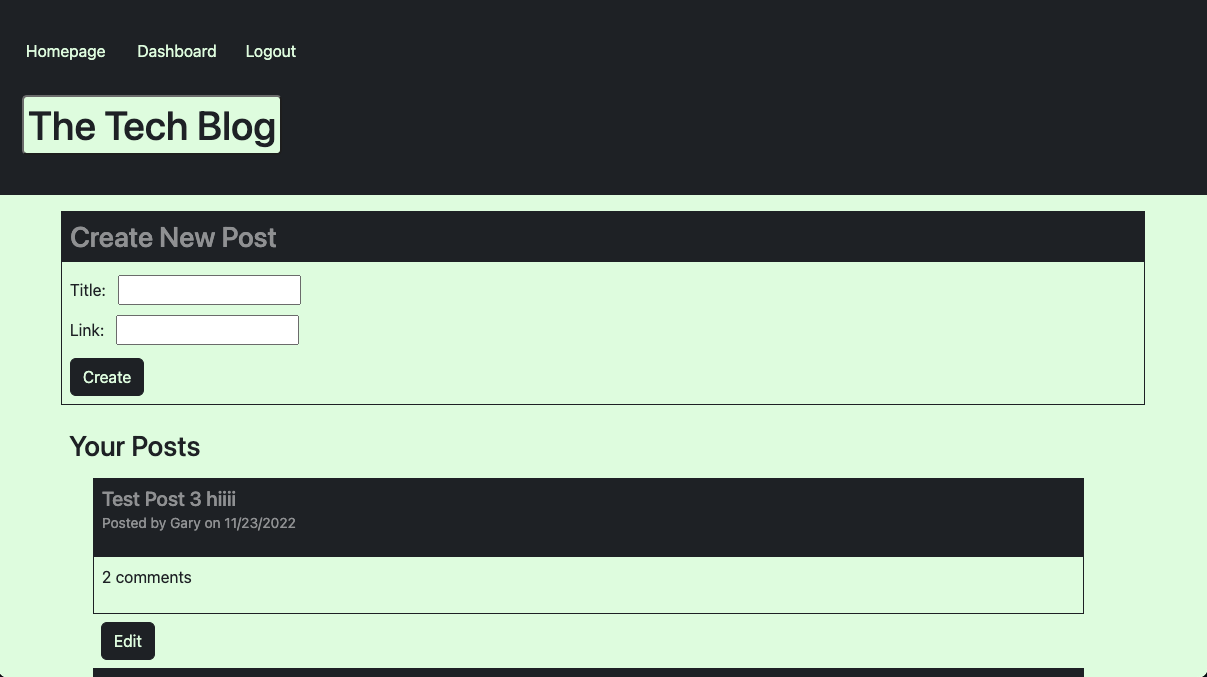 Homepage Dashboard Logout
The Tech Blog
Create New Post
Title:
Link:
Create
Your Posts
Test Post 3 hiiii
Posted by Gary on 11/23/2022
2 comments
Edit